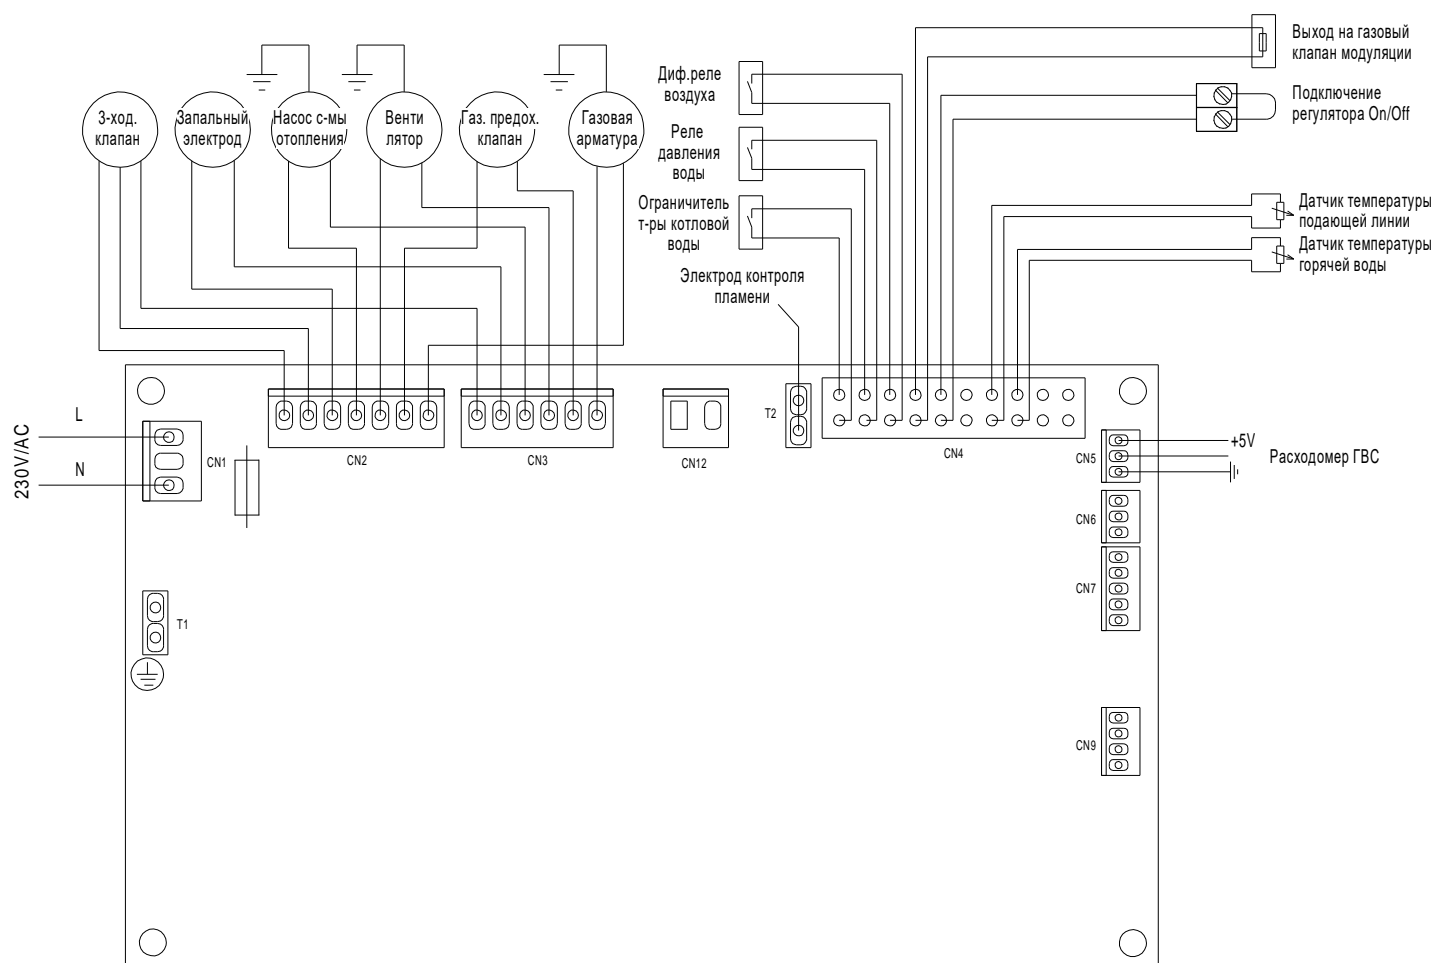 Выход на газовый
клапан модуляции
Диф.реле
воздуха
Подключение
регулятора On/Off
3-ход.
клапан
Запальный
электрод
Насос с-мы
отопления
Венти
лятор
Газ. предох.
клапан
Газовая
арматура
Реле
давления
воды
Ограничитель
т-ры котловой
воды
Датчик температуры
подающей линии
Датчик температуры
горячей воды
Электрод контроля
пламени
230V/AC
L
N
CN1
CN2
CN3
CN12
T2
CN4
CN5
+5V
Расходомер ГВС
CN6
CN7
T1
CN9